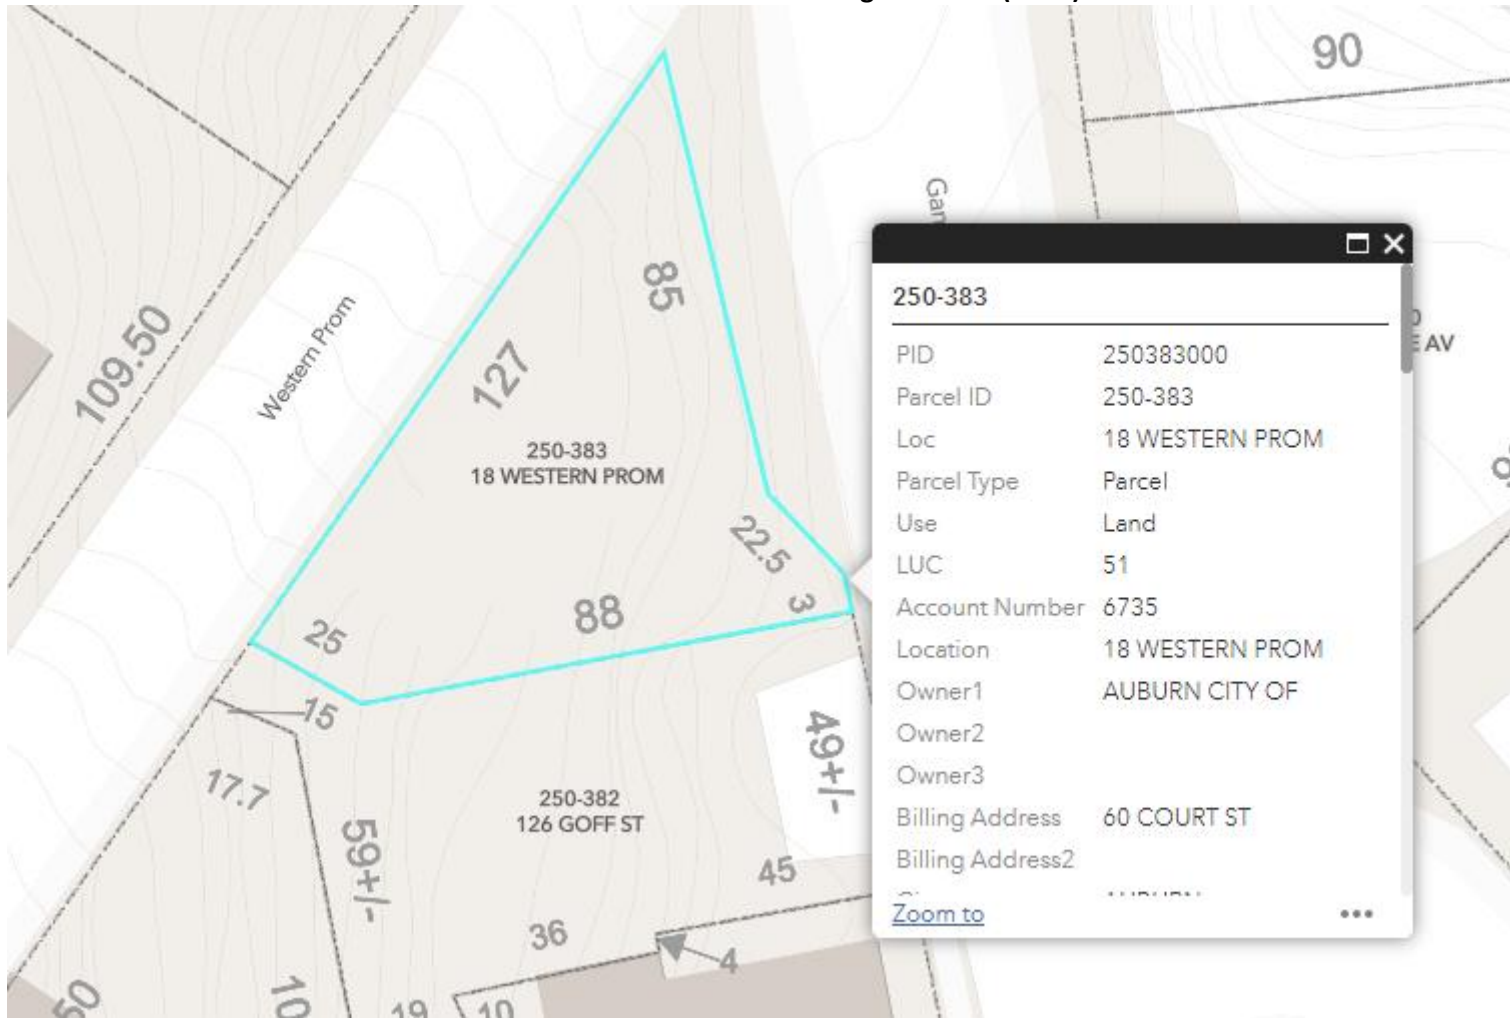 90
Gar
109.50
Western Prom
127
85
250-383
18 WESTERN PROM
22.5
3
88
25
15
17.7
59+/-
250-382
126 GOFF ST
49+/-
45
36
4
19
10
10
50
AV
250-383
PID 250383000
Parcel ID 250-383
Loc 18 WESTERN PROM
Parcel Type Parcel
Use Land
LUC 51
Account Number 6735
Location 18 WESTERN PROM
Owner1 AUBURN CITY OF
Owner2
Owner3
Billing Address 60 COURT ST
Billing Address2
Zoom to